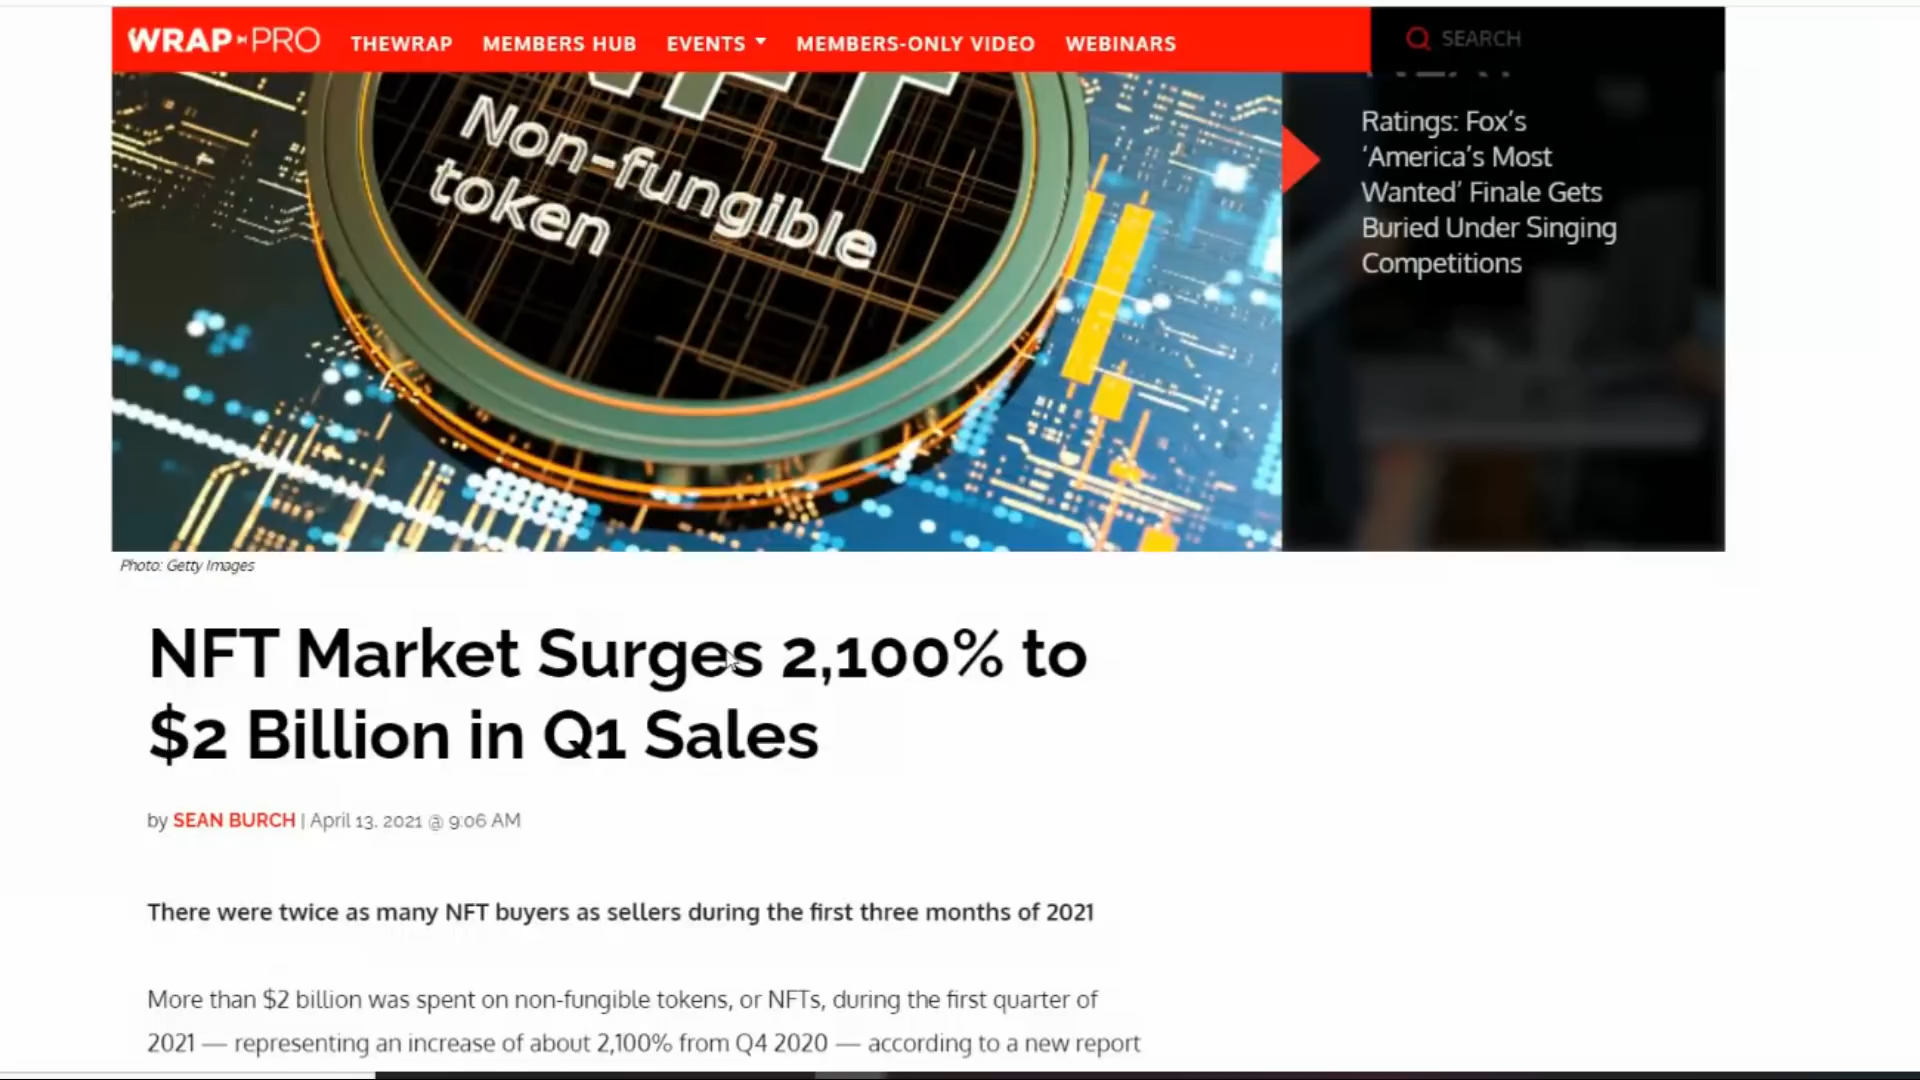 WRAP PRO THEWRAP MEMBERS HUB EVENTS MEMBERS-ONLY VIDEO WEBINARS SEARCH
Non-fungible
token
Ratings: Fox's
'America's Most
Wanted' Finale Gets
Buried Under Singing
Competitions
Photo: Getty Images
NFT Market Surges 2,100% to
$2 Billion in Q1 Sales
by SEAN BURCH | April 13, 2021 @ 9:06 AM
There were twice as many NFT buyers as sellers during the first three months of 2021
More than $2 billion was spent on non-fungible tokens, or NFTs, during the first quarter of
2021 — representing an increase of about 2,100% from Q4 2020 — according to a new report